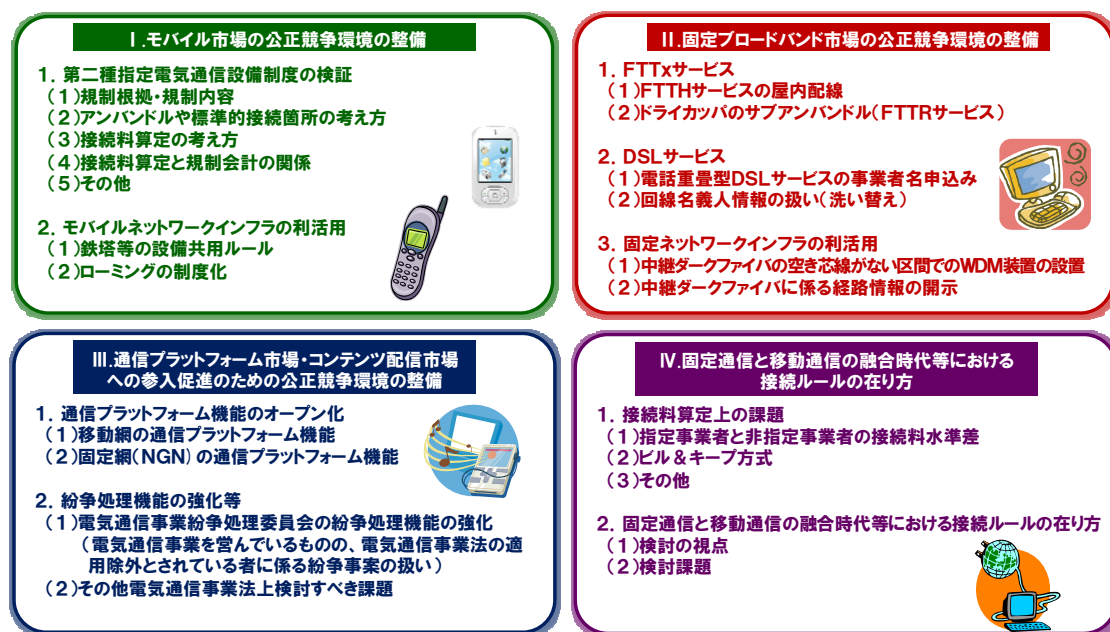 Ⅰ.モバイル市場の公正競争環境の整備
1．第二種指定電気通信設備制度の検証
（１）規制根拠・規制内容
（２）アンバンドルや標準的接続箇所の考え方
（３）接続料算定の考え方
（４）接続料算定と規制会計の関係
（５）その他
2．モバイルネットワークインフラの利活用
（１）鉄塔等の設備共用ルール
（２）ローミングの制度化
Ⅱ.固定ブロードバンド市場の公正競争環境の整備
1．FTTxサービス
（１）FTTHサービスの屋内配線
（２）ドライカッパのサブアンバンドル（FTTRサービス）
2．DSLサービス
（１）電話重畳型DSLサービスの事業者名申込み
（２）回線名義人情報の扱い（洗い替え）
3．固定ネットワークインフラの利活用
（１）中継ダークファイバの空き芯線がない区間でのWDM装置の設置
（２）中継ダークファイバに係る経路情報の開示
Ⅲ.通信プラットフォーム市場・コンテンツ配信市場
への参入促進のための公正競争環境の整備
1．通信プラットフォーム機能のオープン化
（１）移動網の通信プラットフォーム機能
（２）固定網（NGN）の通信プラットフォーム機能
2．紛争処理機能の強化等
（１）電気通信事業紛争処理委員会の紛争処理機能の強化
（電気通信事業を営んでいるものの、電気通信事業法の適
用除外とされている者に係る紛争事案の扱い）
（２）その他電気通信事業法上検討すべき課題
Ⅳ.固定通信と移動通信の融合時代等における
接続ルールの在り方
1．接続料算定上の課題
（１）指定事業者と非指定事業者の接続料水準差
（２）ビル＆キープ方式
（３）その他
2．固定通信と移動通信の融合時代等における接続ルールの在り方
（１）検討の視点
（２）検討課題